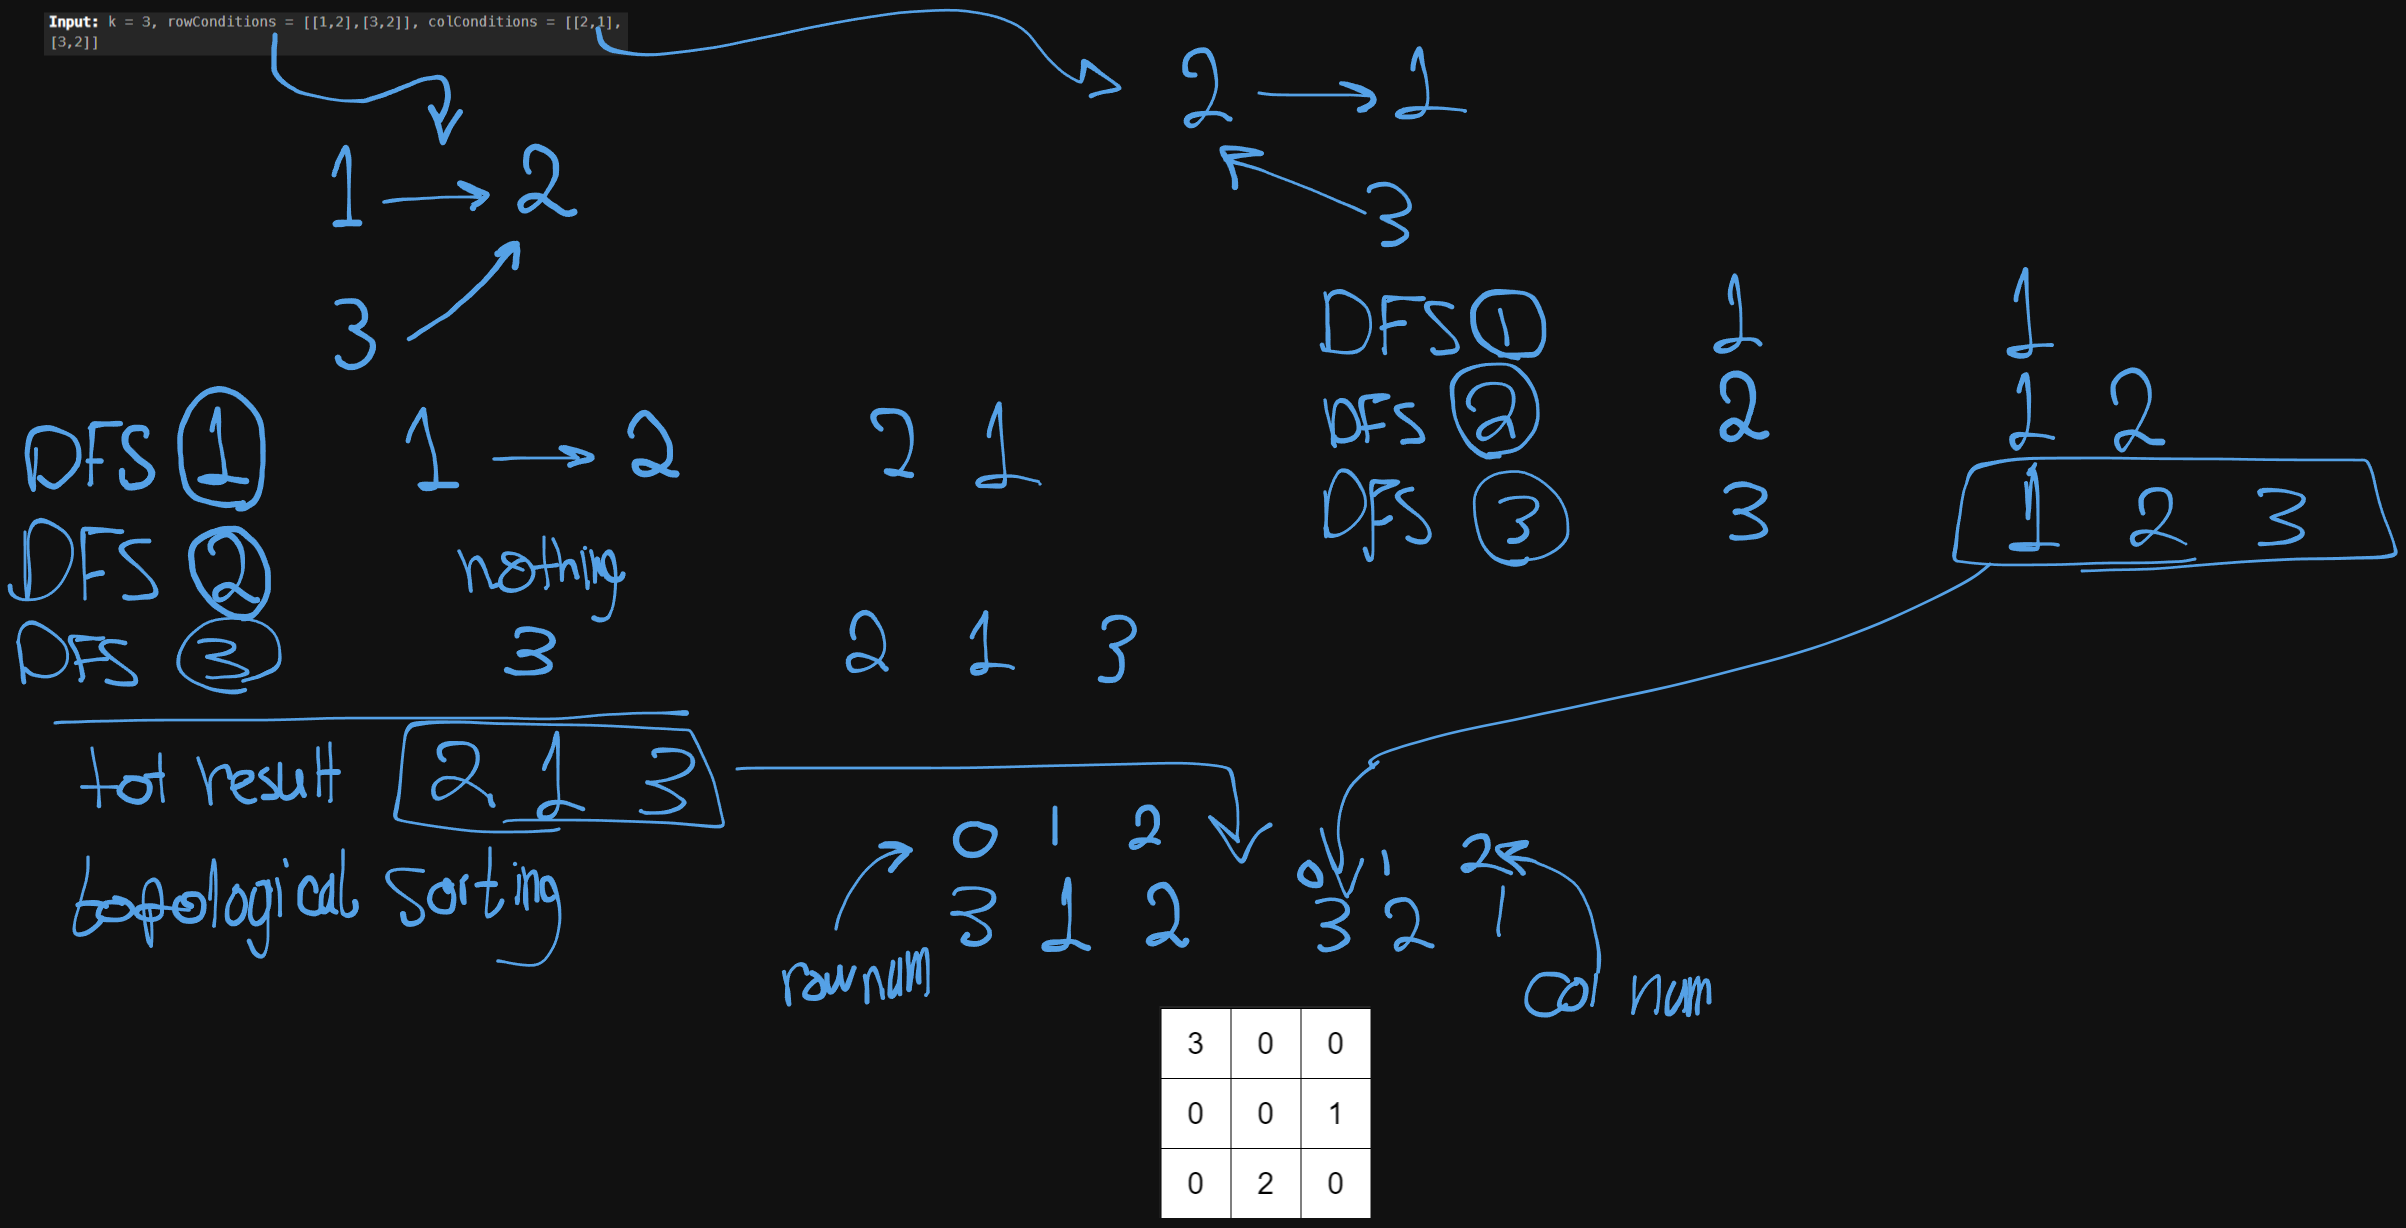 Input: k = 3, rowConditions = [[1,2],[3,2]], colConditions = [[2,1],
[3,2]]
2 1
3
1 2
3
DFS 1 1 2 2 1
DFS 2 nothing
DFS 3 3 2 1 3
tot result 2 1 3
topological sorting
DFS 1 1 1
DFS 2 2 1 2
DFS 3 3 1 2 3
0 1 2
3 1 2
row num
0 1 2
3 2 1
col num
3 0 0
0 0 1
0 2 0